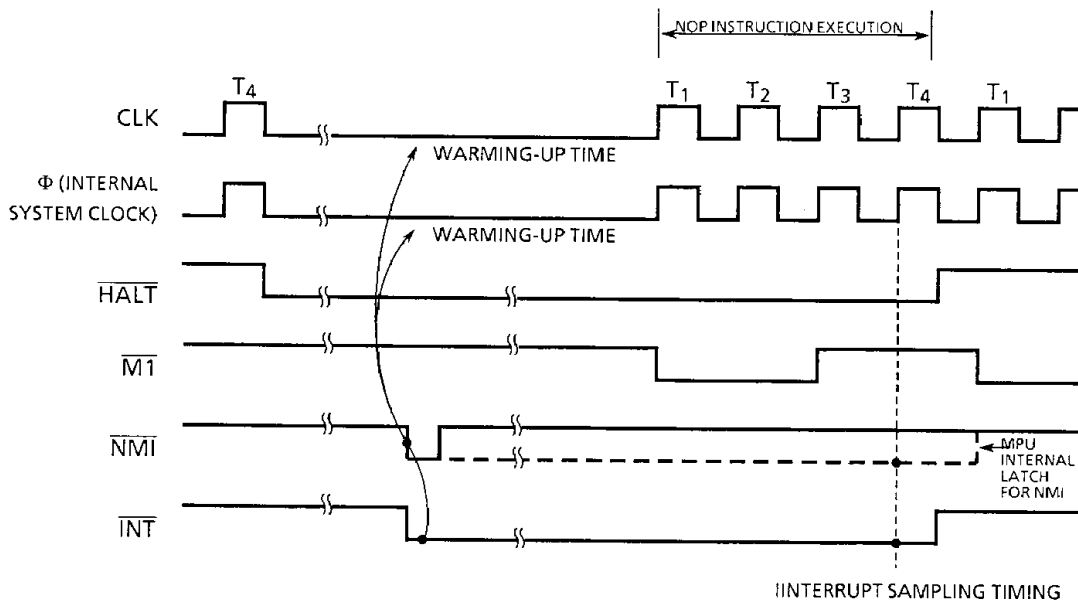 NOP INSTRUCTION EXECUTION
T4 T1 T2 T3 T4 T1
CLK
WARMING-UP TIME
Φ (INTERNAL
SYSTEM CLOCK)
WARMING-UP TIME
HALT
M1
NMI
MPU
INTERNAL
LATCH
FOR NMI
INT
INTERRUPT SAMPLING TIMING